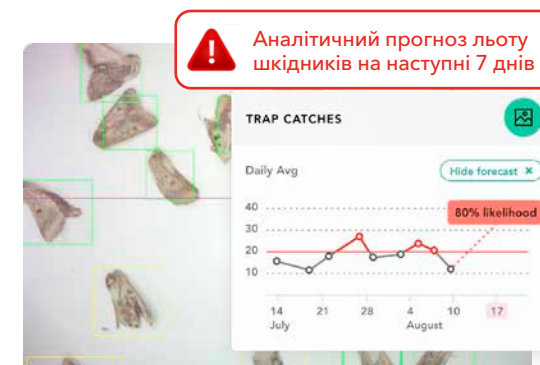 Аналітичний прогноз льоту
шкідників на наступні 7 днів
TRAP CATCHES
Daily Avg
Hide forecast ×
80% likelihood
40
30
20
10
14 21 28 4 10 17
July August